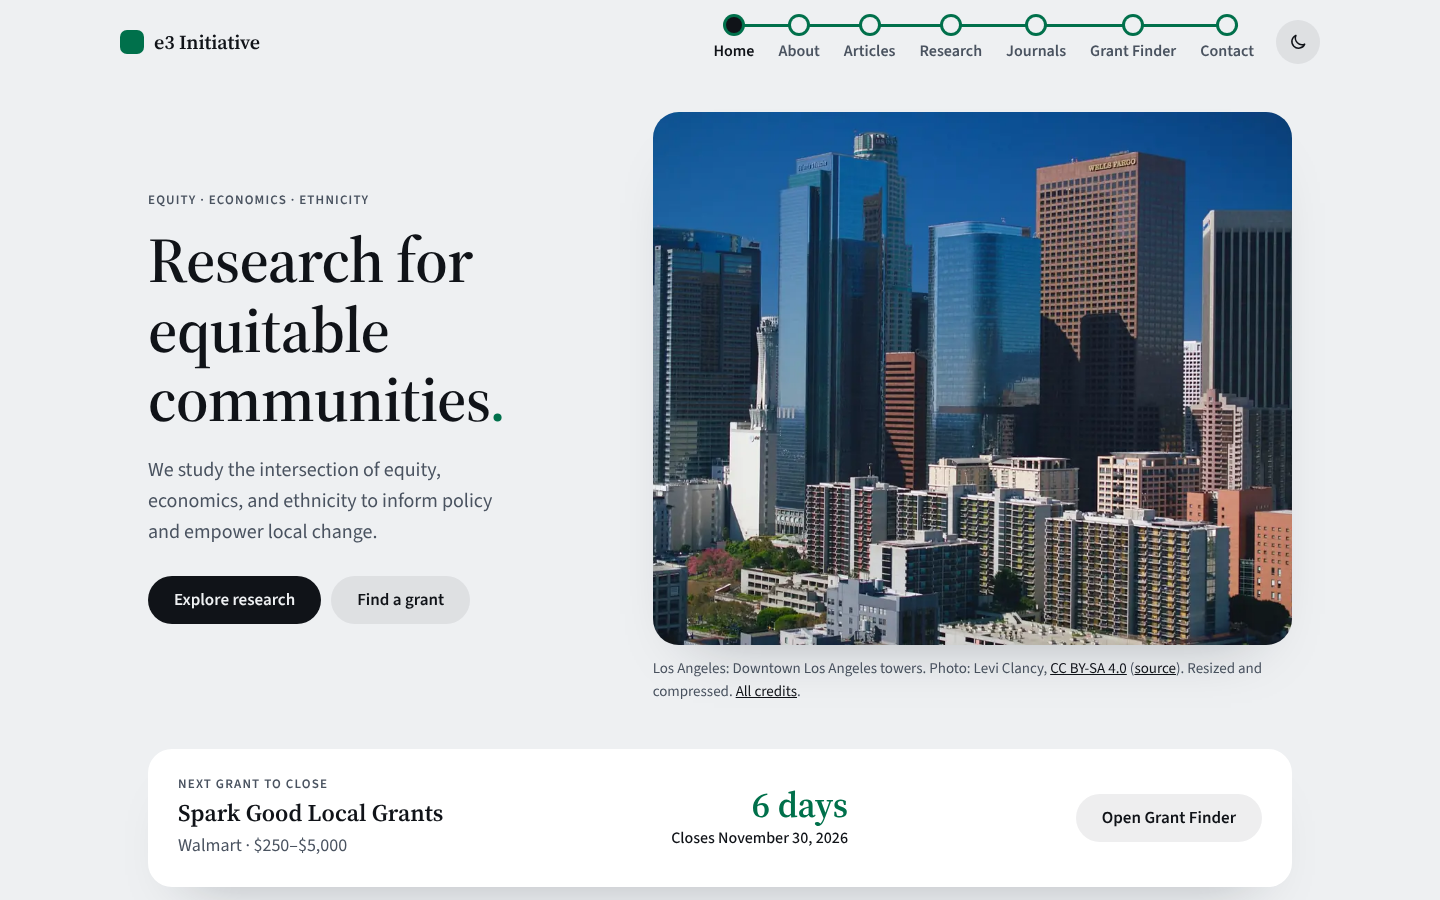 e3 Initiative
Home About Articles Research Journals Grant Finder Contact
EQUITY · ECONOMICS · ETHNICITY
Research for
equitable
communities.
We study the intersection of equity,
economics, and ethnicity to inform policy
and empower local change.
Explore research
Find a grant
WELLS FARGO
Los Angeles: Downtown Los Angeles towers. Photo: Levi Clancy, CC BY-SA 4.0 (source). Resized and
compressed. All credits.
NEXT GRANT TO CLOSE
Spark Good Local Grants
Walmart · $250–$5,000
6 days
Closes November 30, 2026
Open Grant Finder